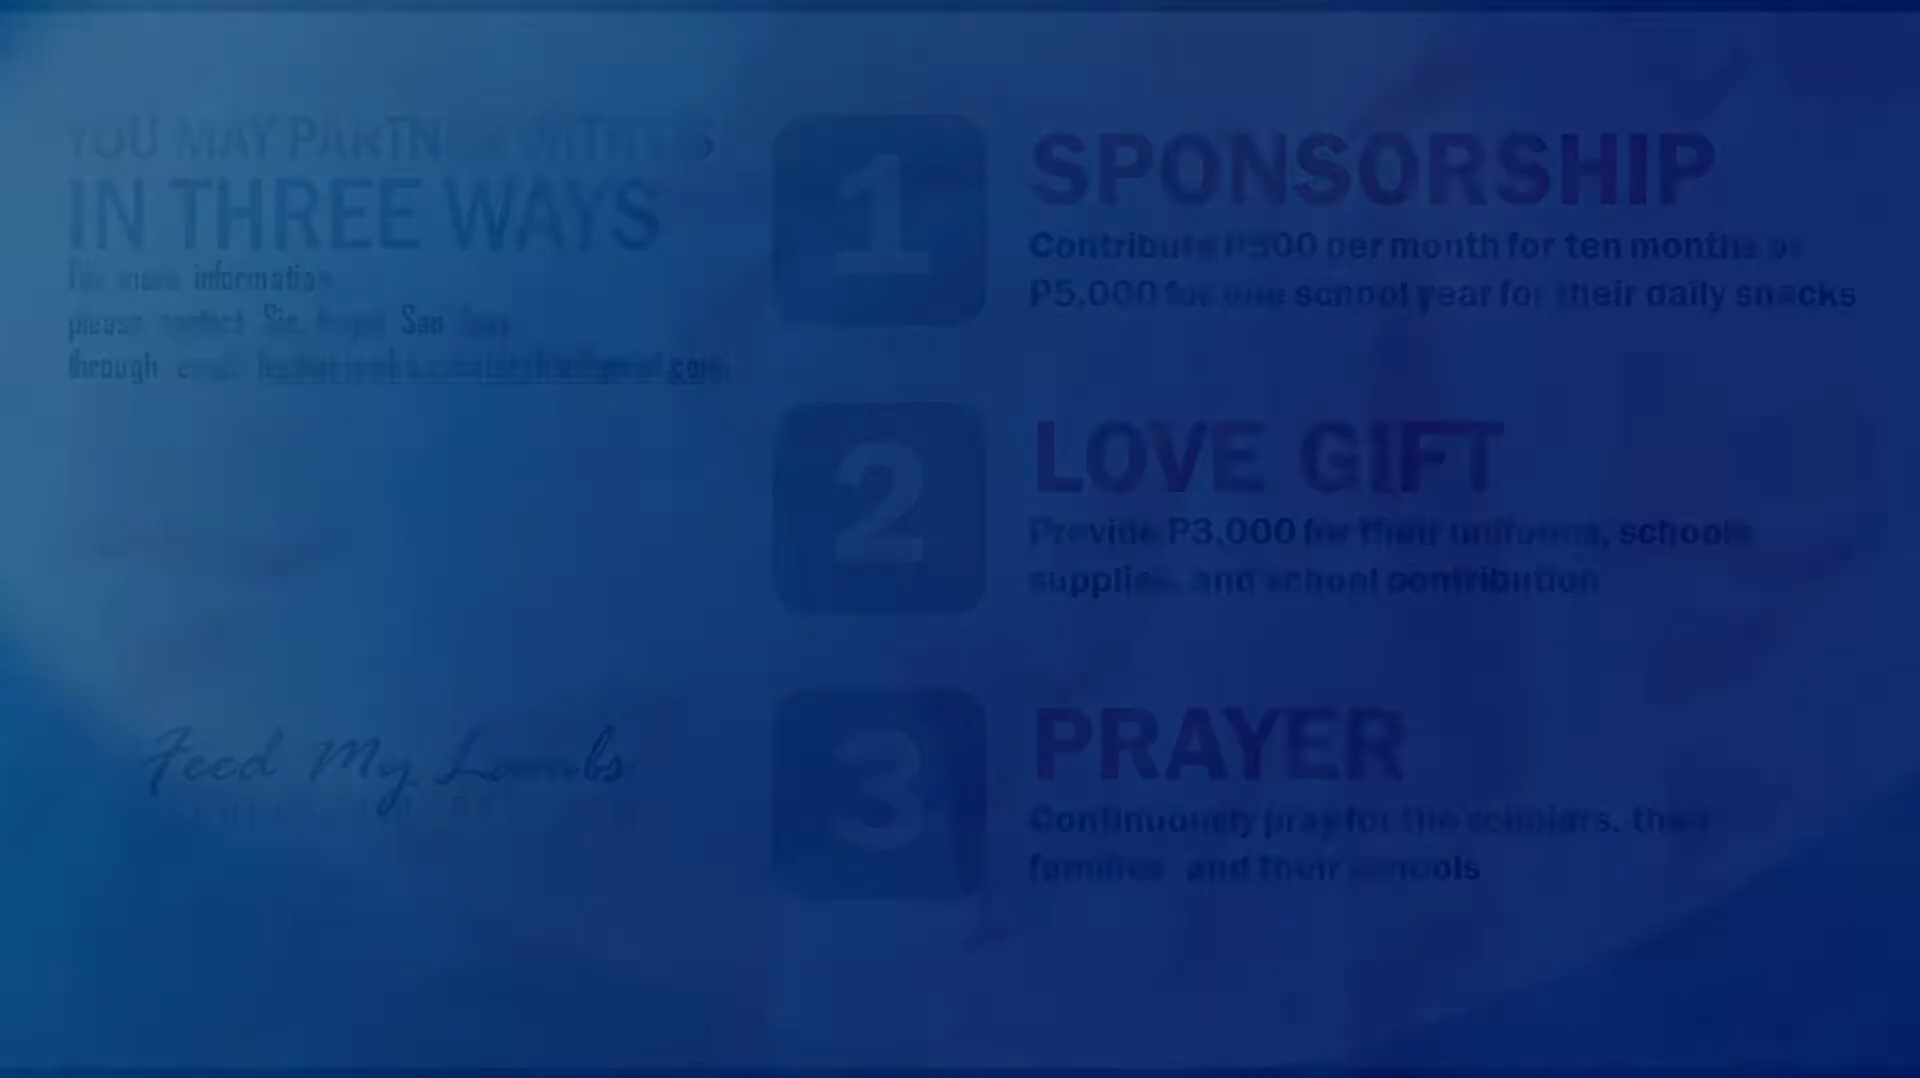 YOU MAY PARTNER WITH US
IN THREE WAYS
For more information
please contact Sis. Angel San
through email
Feed My Lambs
1
SPONSORSHIP
Contribute P500 per month for ten months or
P5,000 for one school year for their daily snacks
2
LOVE GIFT
Provide P3,000 for their uniforms, schools
supplies, and school contribution
3
PRAYER
Continuously pray for the scholars, their
families and their schools